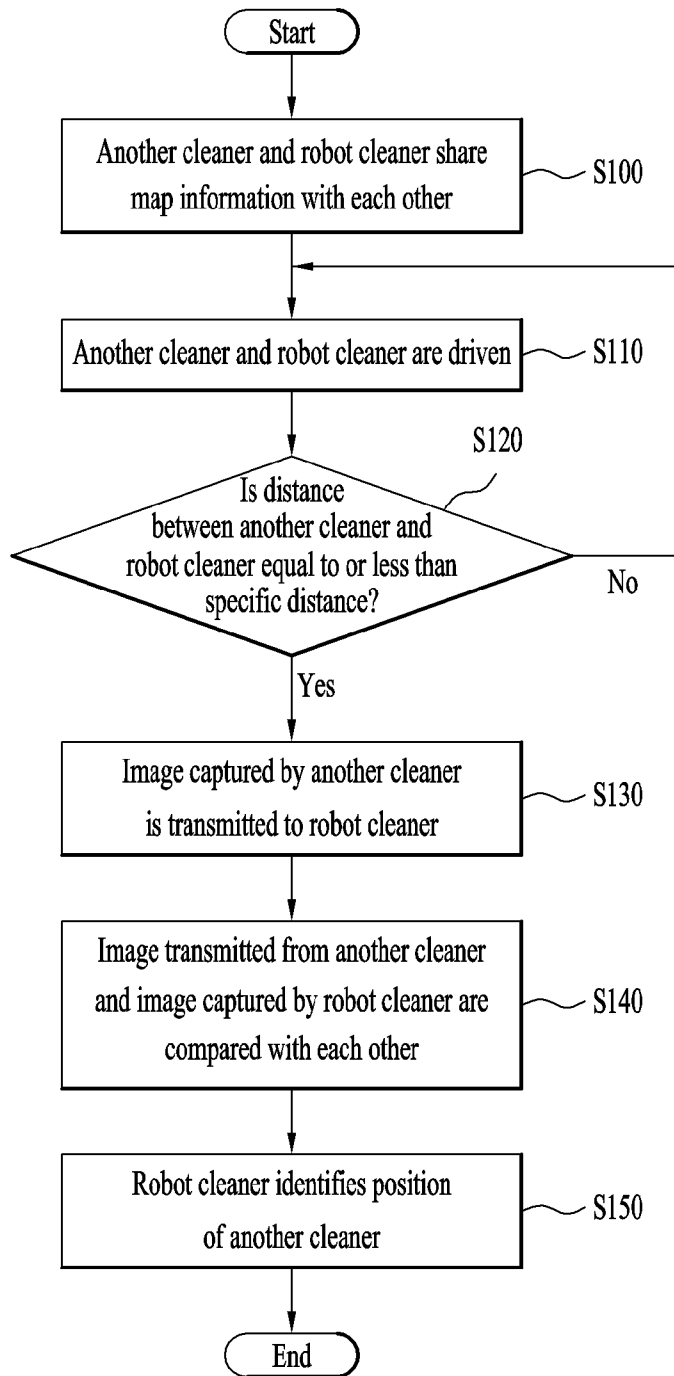 Start
Another cleaner and robot cleaner share
map information with each other
S100
Another cleaner and robot cleaner are driven
S110
S120
Is distance
between another cleaner and
robot cleaner equal to or less than
specific distance?
No
Yes
Image captured by another cleaner
is transmitted to robot cleaner
S130
Image transmitted from another cleaner
and image captured by robot cleaner are
compared with each other
S140
Robot cleaner identifies position
of another cleaner
S150
End